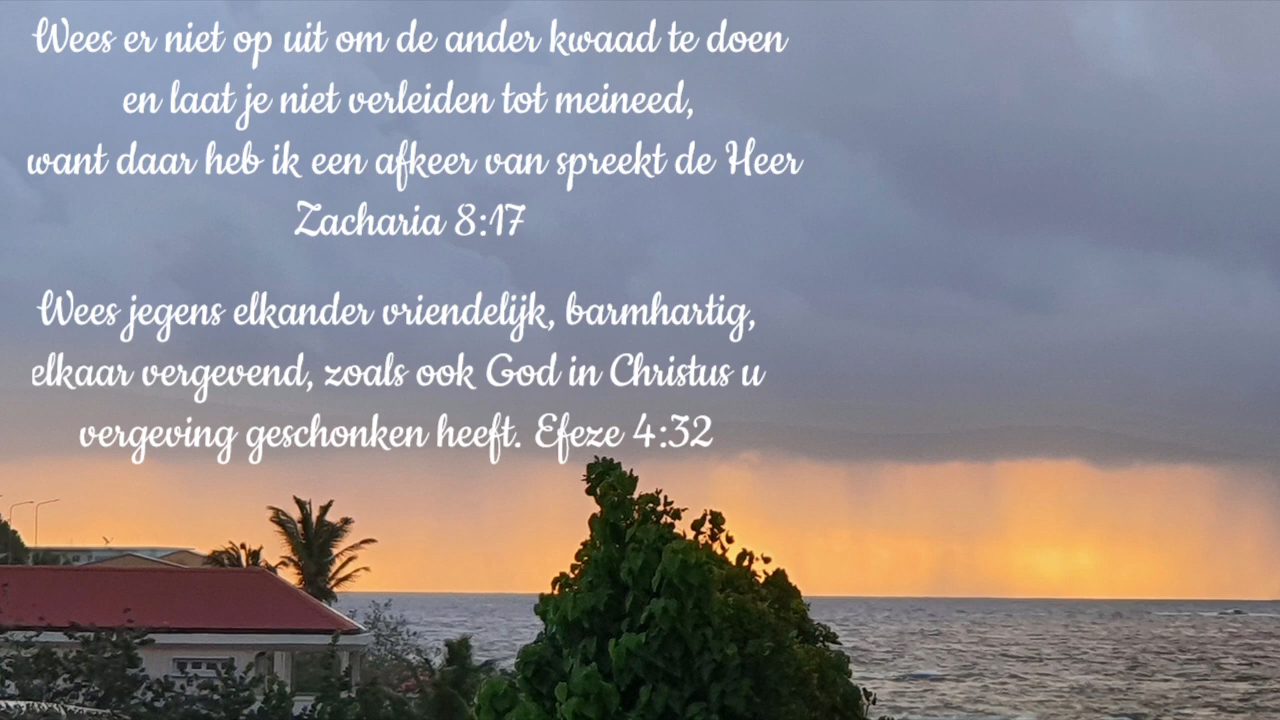 Wees er niet op uit om de ander kwaad te doen
en laat je niet verleiden tot meineed,
want daar heb ik een afkeer van spreekt de Heer
Zacharia 8:17
Wees jegens elkander vriendelijk, barmhartig,
elkaar vergevend, zoals ook God in Christus u
vergeving geschonken heeft. Efeze 4:32